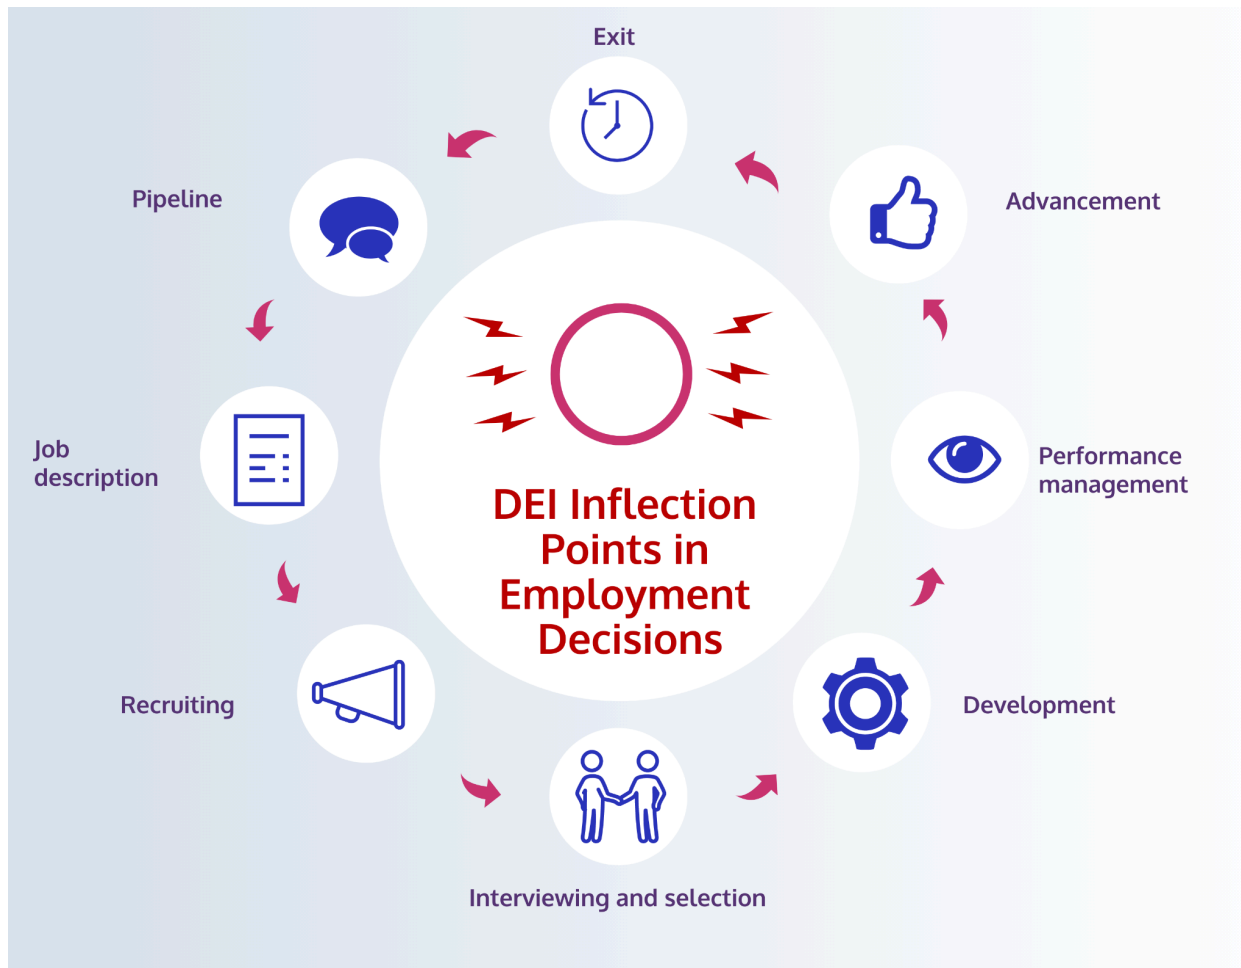 Exit
Pipeline
Advancement
Job
description
Performance
management
DEI Inflection
Points in
Employment
Decisions
Recruiting
Development
Interviewing and selection